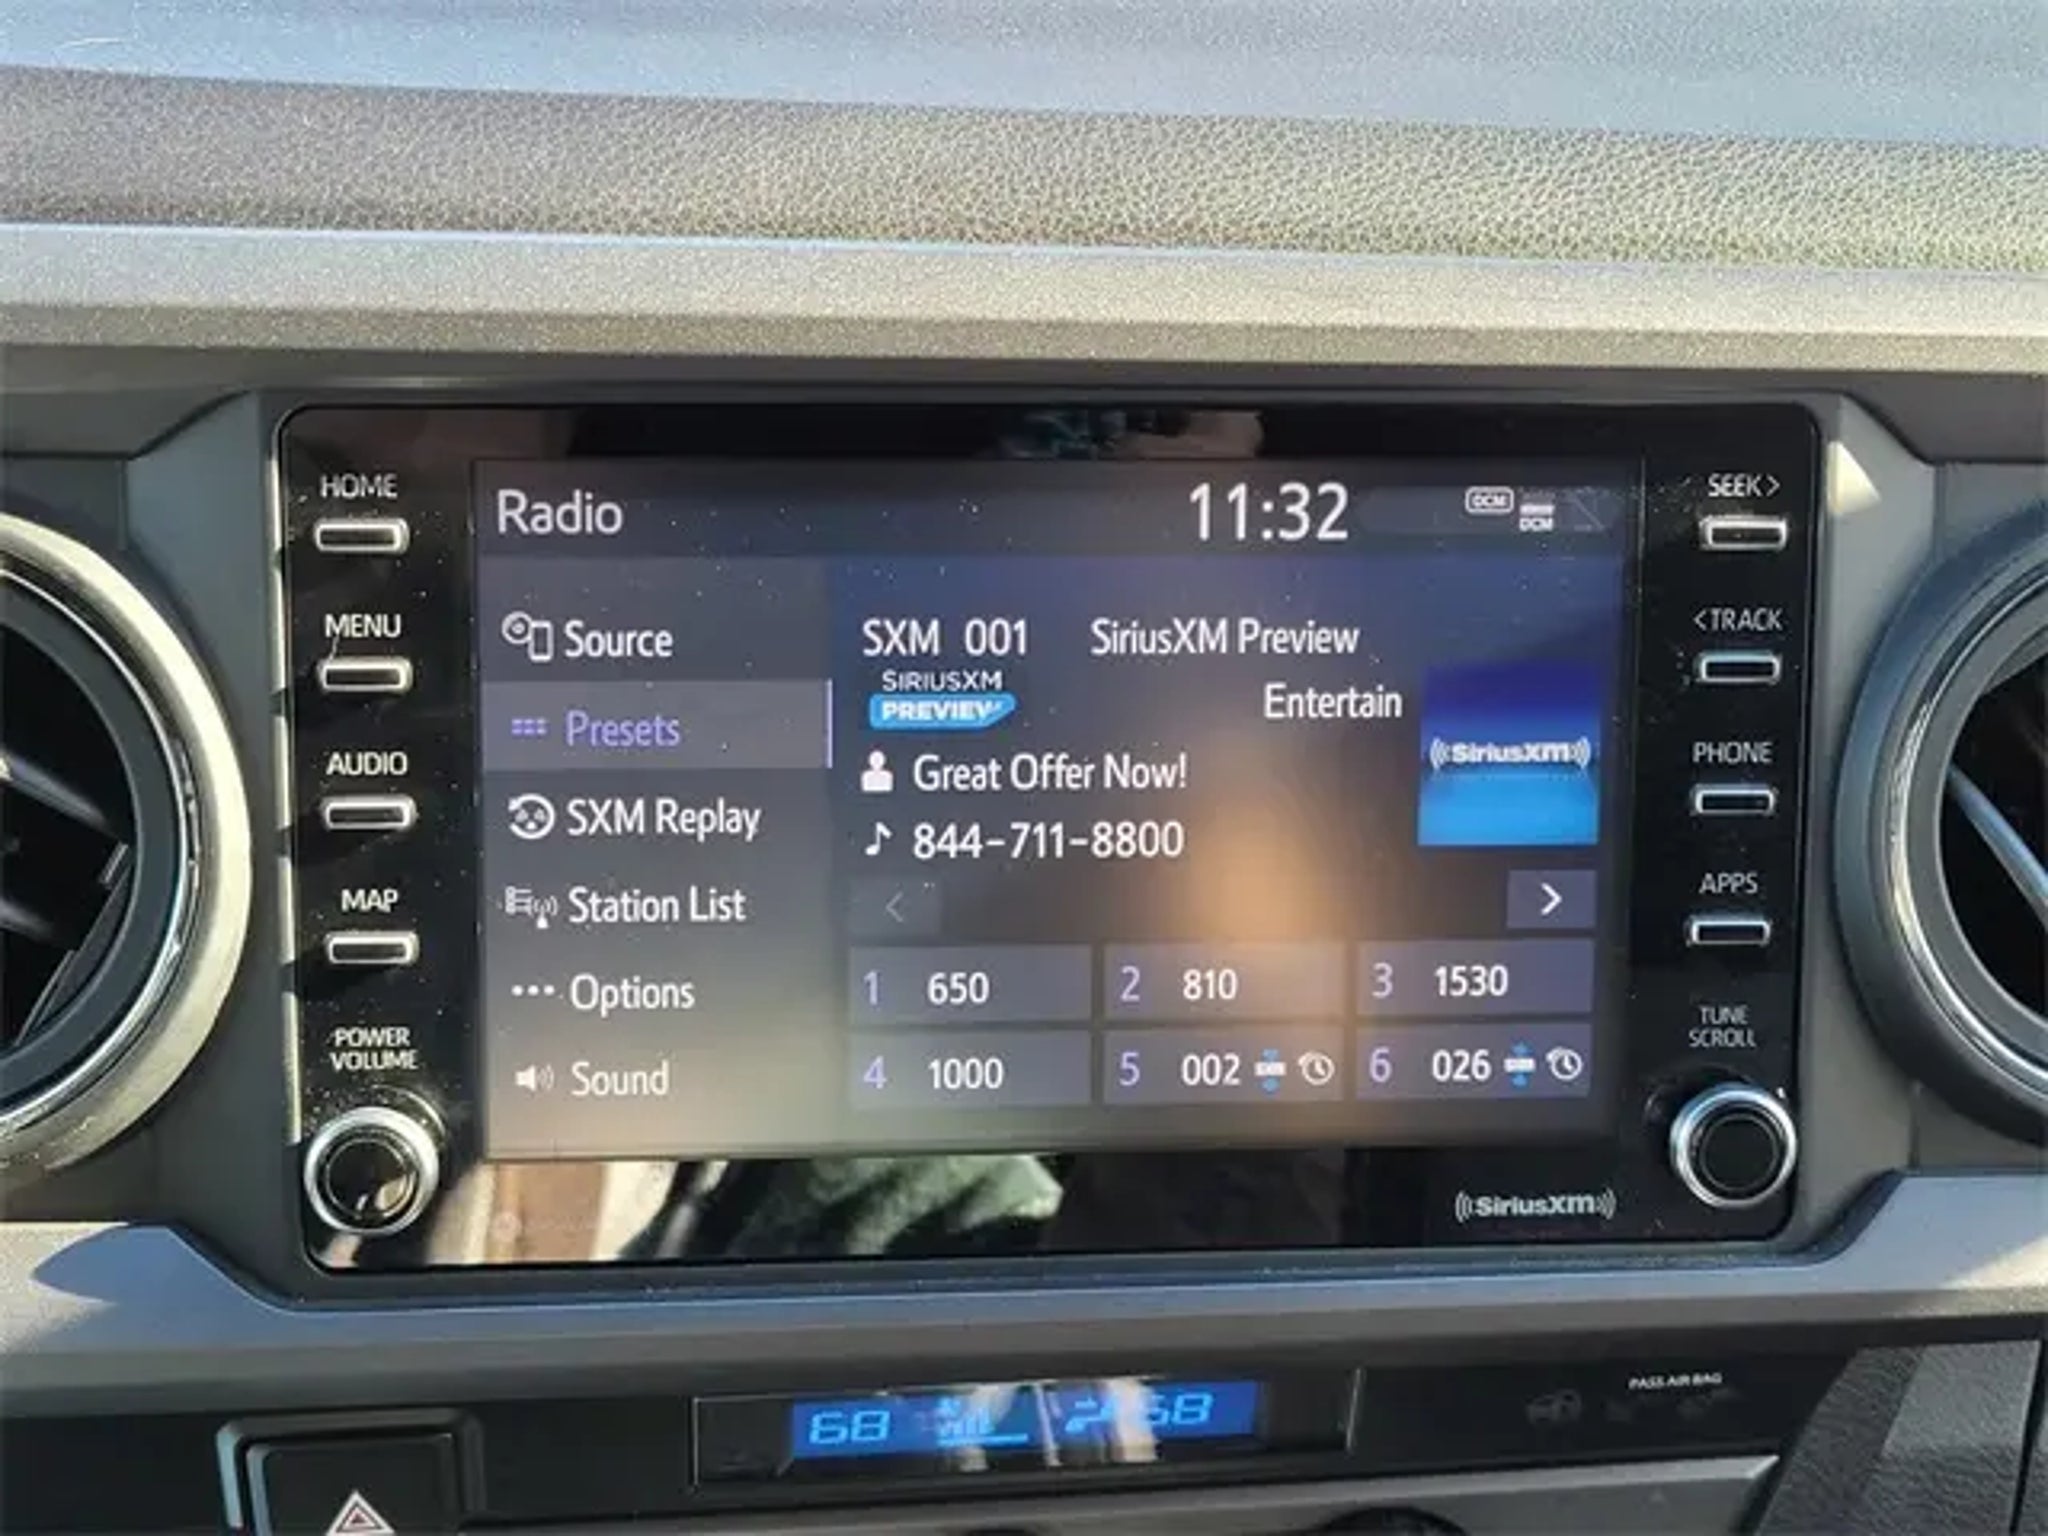 HOME
MENU
AUDIO
MAP
POWER
VOLUME
Radio
11:32
DCM
DCM
Source
Presets
SXM Replay
Station List
Options
Sound
SXM 001 SiriusXM Preview
SIRIUSXM
PREVIEW
Entertain
SiriusXM
Great Offer Now!
844-711-8800
< >
1 650
2 810
3 1530
4 1000
5 002
6 026
SEEK>
<TRACK
PHONE
APPS
TUNE
SCROLL
SiriusXM
68
68
PASS AIR BAG